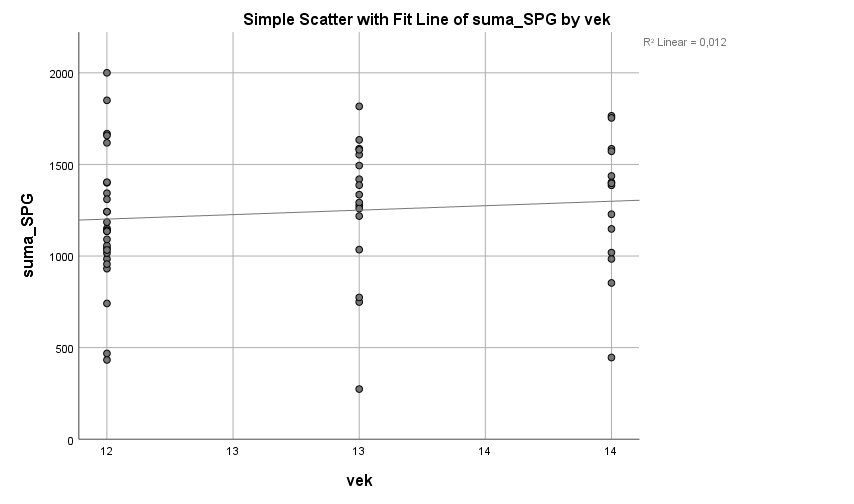 Simple Scatter with Fit Line of suma_SPG by vek
R² Linear = 0,012
2000
1500
1000
500
0
suma_SPG
12
13
13
14
14
vek